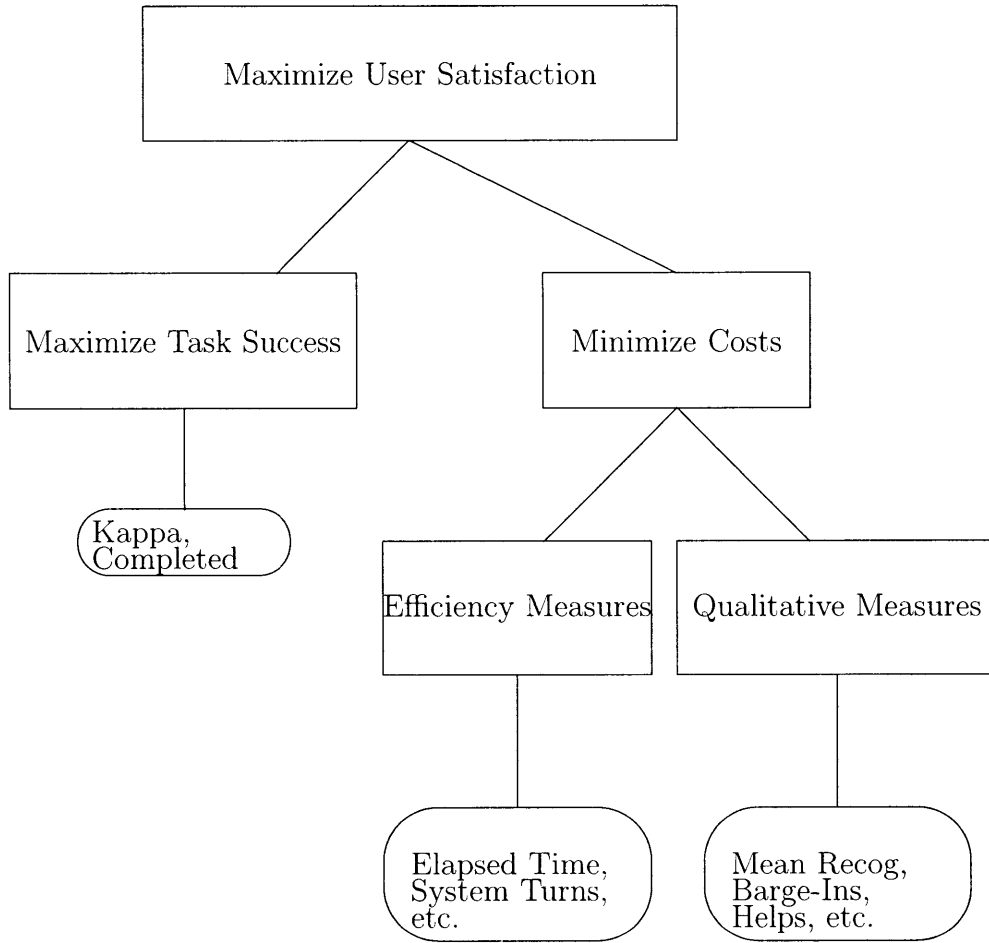 Maximize User Satisfaction
Maximize Task Success
Minimize Costs
Kappa,
Completed
Efficiency Measures
Qualitative Measures
Elapsed Time,
System Turns,
etc.
Mean Recog,
Barge-Ins,
Helps, etc.